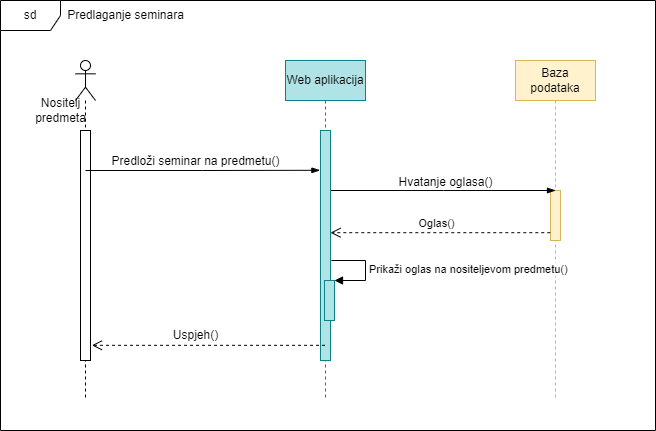 sd
Predlaganje seminara
Nositelj
predmeta
Web aplikacija
Baza
podataka
Predloži seminar na predmetu()
Hvatanje oglasa()
Oglas()
Prikaži oglas na nositeljevom predmetu()
Uspjeh()